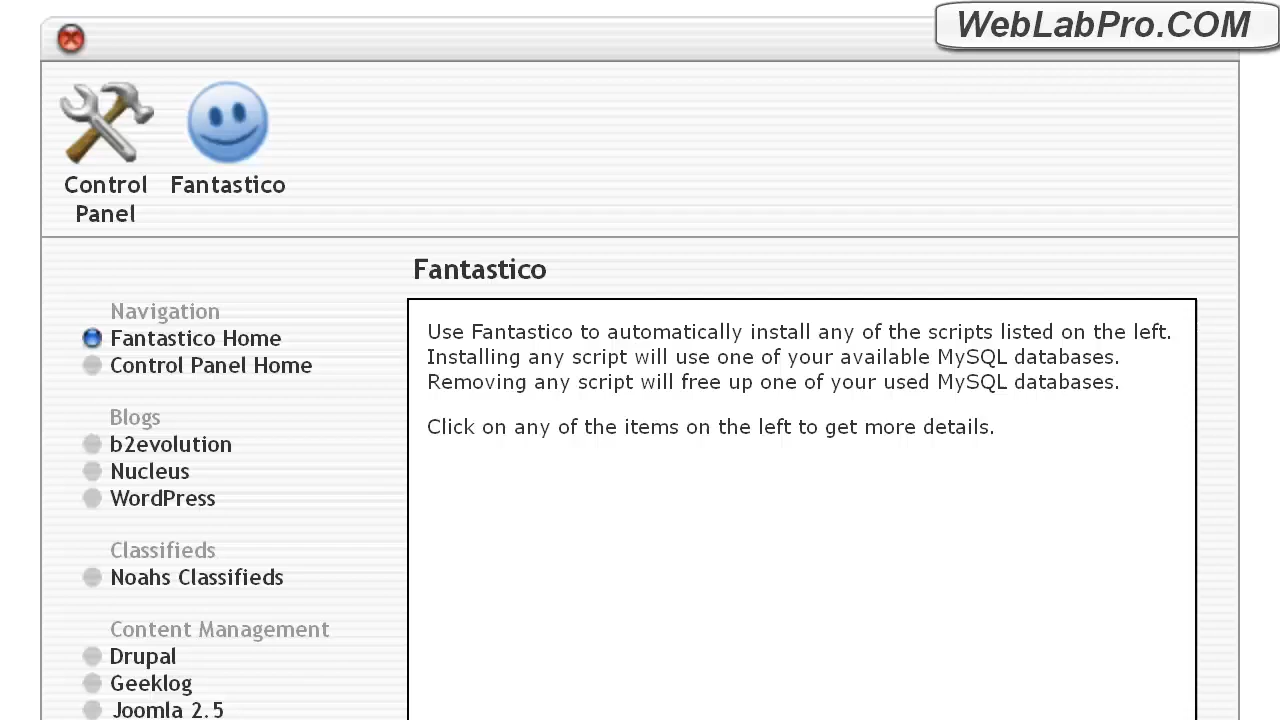 WebLabPro.COM
Control
Panel
Fantastico
Navigation
Fantastico Home
Control Panel Home
Blogs
b2evolution
Nucleus
WordPress
Classifieds
Noahs Classifieds
Content Management
Drupal
Geeklog
Joomla 2.5
Fantastico
Use Fantastico to automatically install any of the scripts listed on the left.
Installing any script will use one of your available MySQL databases.
Removing any script will free up one of your used MySQL databases.
Click on any of the items on the left to get more details.